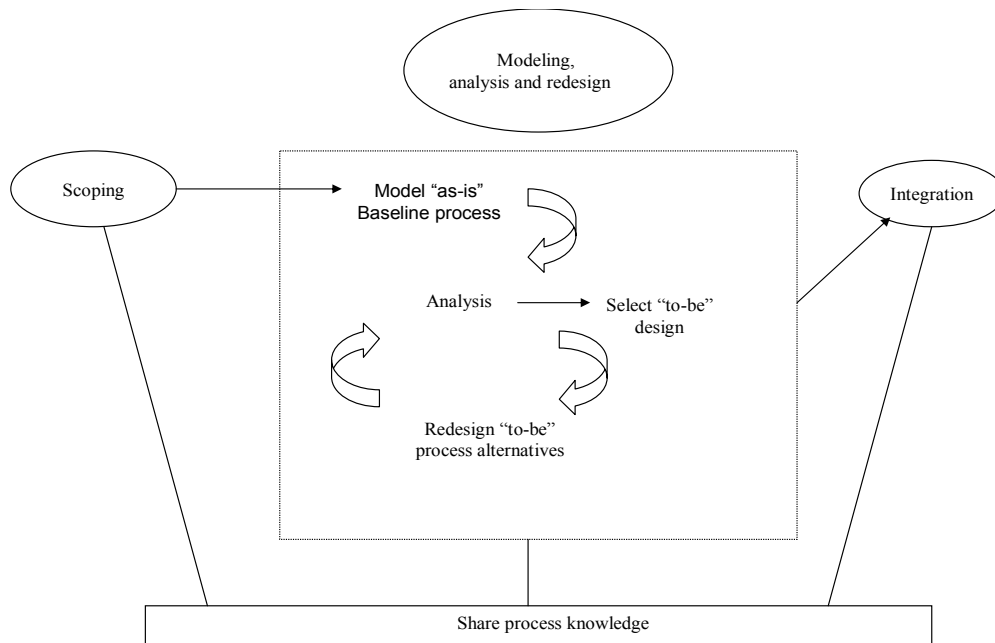 Modeling,
analysis and redesign
Scoping
Model “as-is”
Baseline process
Integration
Analysis
Select “to-be”
design
Redesign “to-be”
process alternatives
Share process knowledge